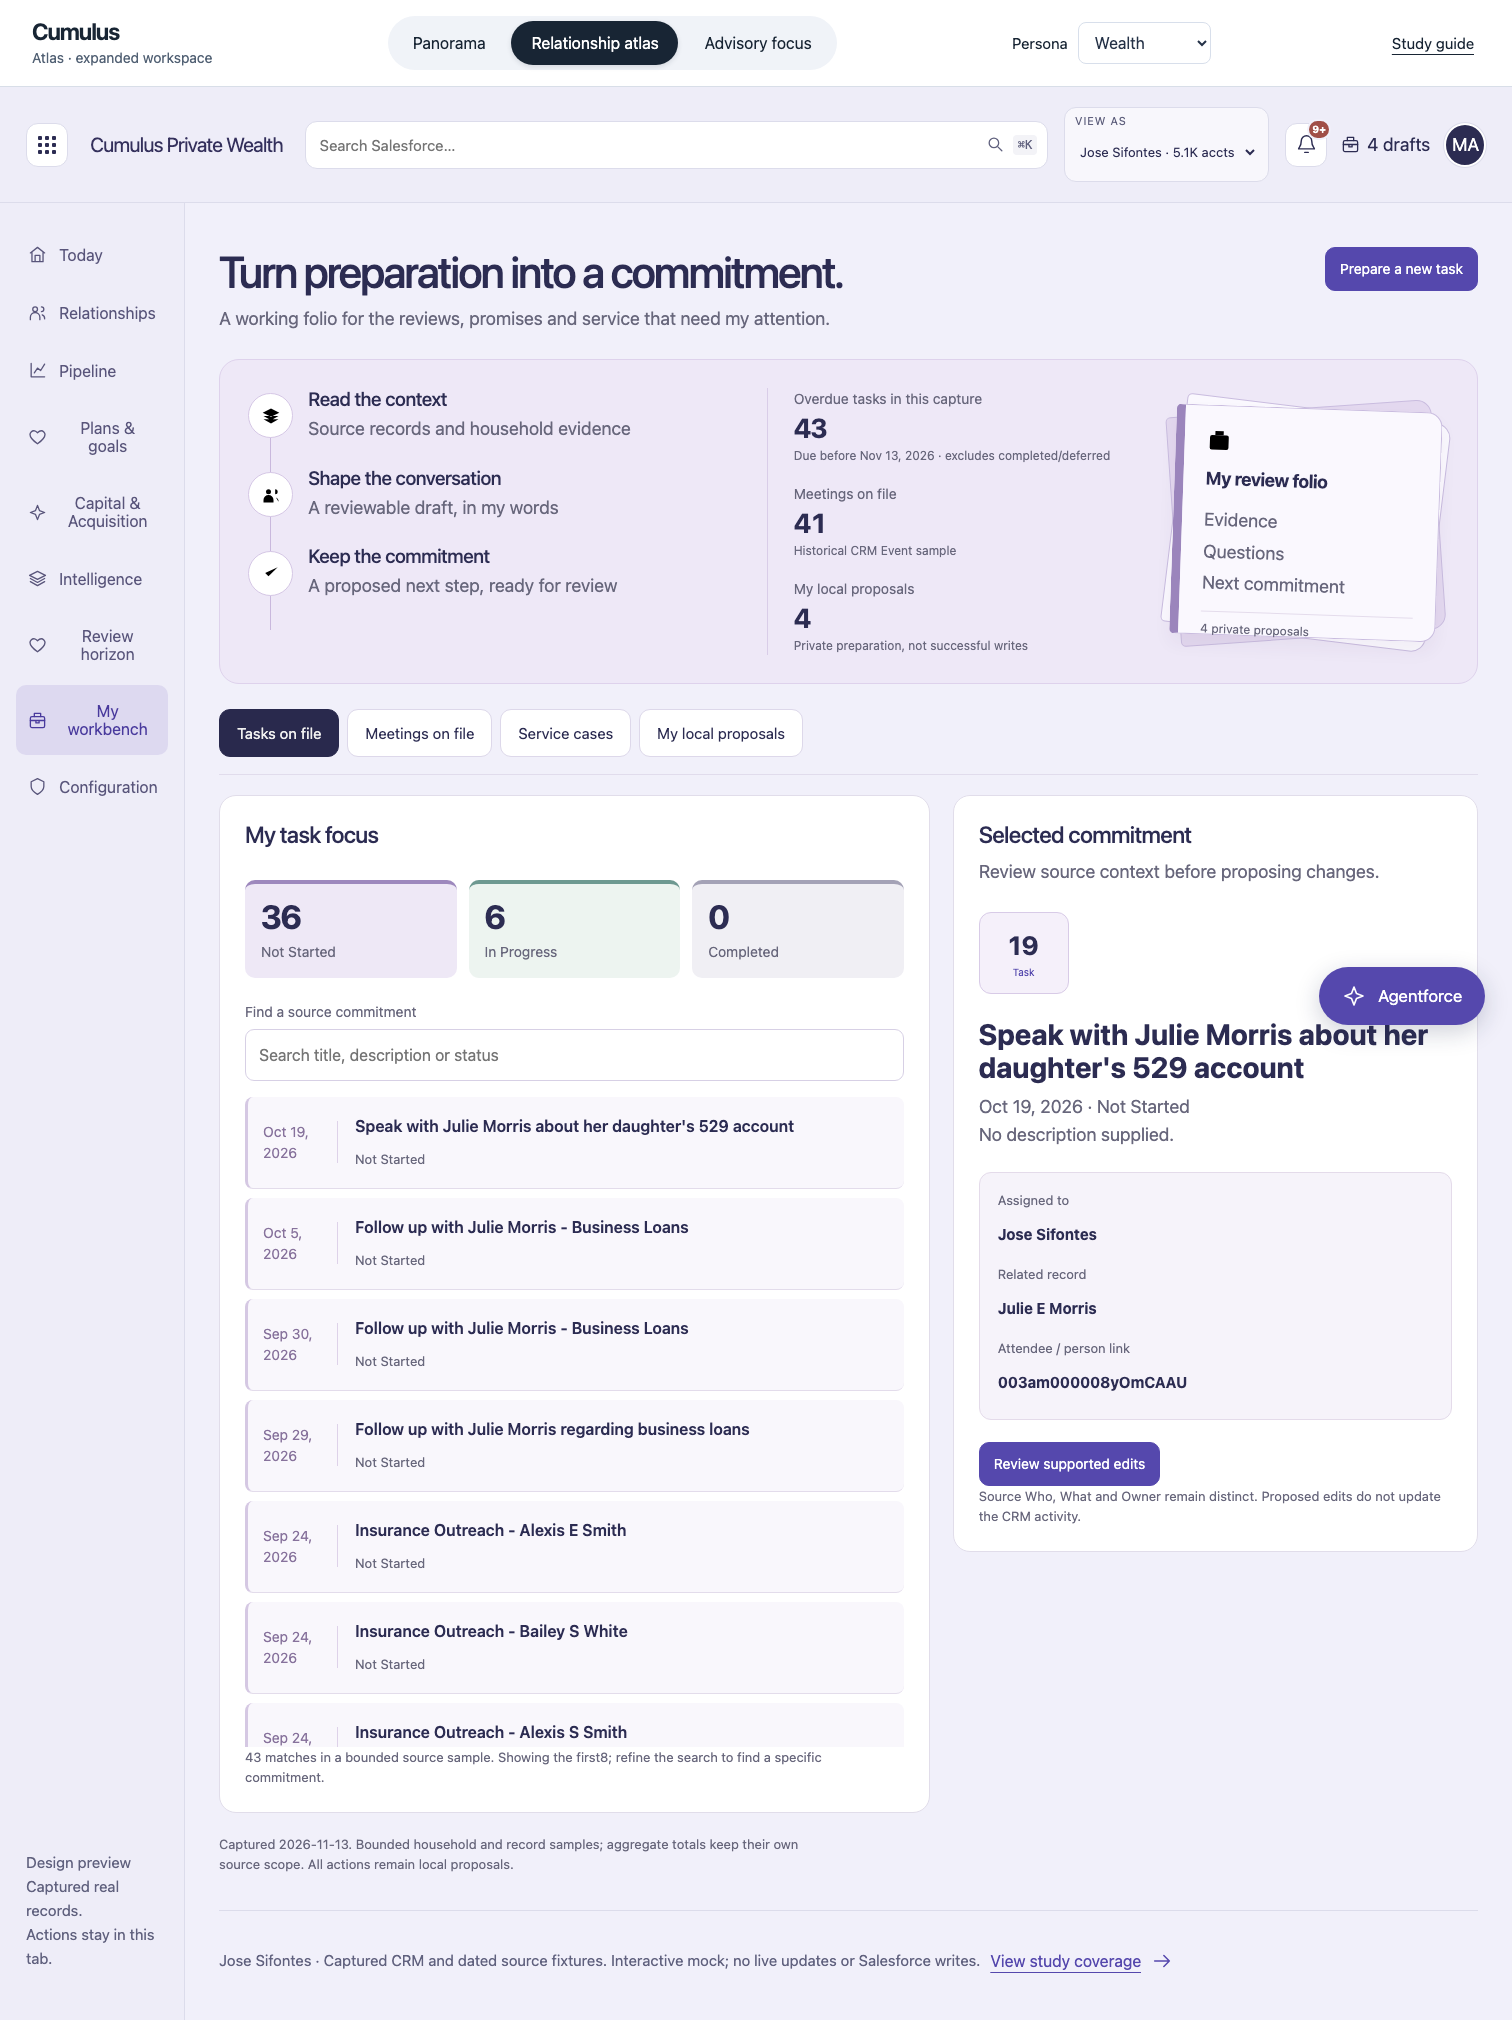 Cumulus
Atlas · expanded workspace
Panorama
Relationship atlas
Advisory focus
Persona
Wealth
Study guide
Cumulus Private Wealth
Search Salesforce...
⌘K
VIEW AS
Jose Sifontes · 5.1K accts
9+
4 drafts
MA
Today
Relationships
Pipeline
Plans &
goals
Capital &
Acquisition
Intelligence
Review
horizon
My
workbench
Configuration
Design preview
Captured real
records.
Actions stay in this
tab.
Turn preparation into a commitment.
A working folio for the reviews, promises and service that need my attention.
Prepare a new task
Read the context
Source records and household evidence
Shape the conversation
A reviewable draft, in my words
Keep the commitment
A proposed next step, ready for review
Overdue tasks in this capture
43
Due before Nov 13, 2026 · excludes completed/deferred
Meetings on file
41
Historical CRM Event sample
My local proposals
4
Private preparation, not successful writes
My review folio
Evidence
Questions
Next commitment
4 private proposals
Tasks on file
Meetings on file
Service cases
My local proposals
My task focus
36
Not Started
6
In Progress
0
Completed
Find a source commitment
Search title, description or status
Oct 19,
2026
Speak with Julie Morris about her daughter's 529 account
Not Started
Oct 5,
2026
Follow up with Julie Morris - Business Loans
Not Started
Sep 30,
2026
Follow up with Julie Morris - Business Loans
Not Started
Sep 29,
2026
Follow up with Julie Morris regarding business loans
Not Started
Sep 24,
2026
Insurance Outreach - Alexis E Smith
Not Started
Sep 24,
2026
Insurance Outreach - Bailey S White
Not Started
Sep 24,
Insurance Outreach - Alexis S Smith
43 matches in a bounded source sample. Showing the first8; refine the search to find a specific
commitment.
Selected commitment
Review source context before proposing changes.
19
Task
Agentforce
Speak with Julie Morris about her
daughter's 529 account
Oct 19, 2026 · Not Started
No description supplied.
Assigned to
Jose Sifontes
Related record
Julie E Morris
Attendee / person link
003am000008yOmCAAU
Review supported edits
Source Who, What and Owner remain distinct. Proposed edits do not update
the CRM activity.
Captured 2026-11-13. Bounded household and record samples; aggregate totals keep their own
source scope. All actions remain local proposals.
Jose Sifontes · Captured CRM and dated source fixtures. Interactive mock; no live updates or Salesforce writes.
View study coverage